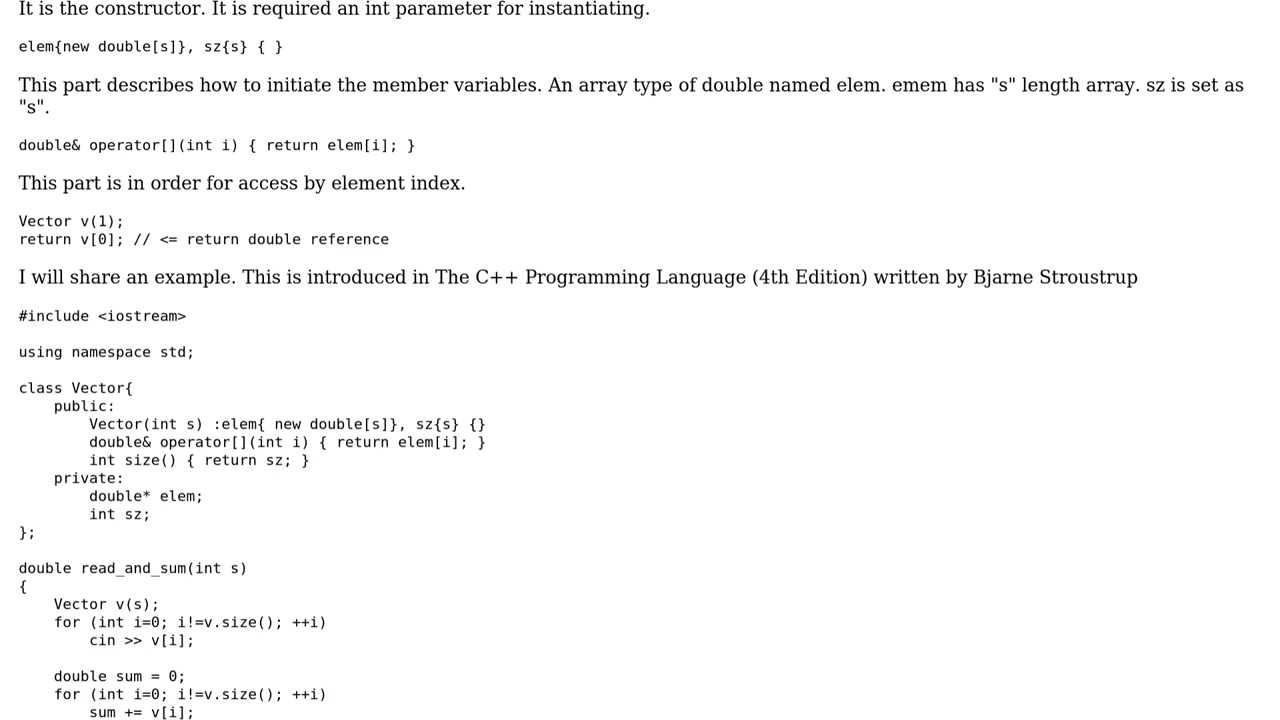 It is the constructor. It is required an int parameter for instantiating.
elem{new double[s]}, sz{s} { }
This part describes how to initiate the member variables. An array type of double named elem. emem has "s" length array. sz is set as
"s".
double& operator[](int i) { return elem[i]; }
This part is in order for access by element index.
Vector v(1);
return v[0]; // <= return double reference
I will share an example. This is introduced in The C++ Programming Language (4th Edition) written by Bjarne Stroustrup
#include <iostream>
using namespace std;
class Vector{
    public:
        Vector(int s) :elem{ new double[s]}, sz{s} {}
        double& operator[](int i) { return elem[i]; }
        int size() { return sz; }
    private:
        double* elem;
        int sz;
};
double read_and_sum(int s)
{
    Vector v(s);
    for (int i=0; i!=v.size(); ++i)
        cin >> v[i];
    double sum = 0;
    for (int i=0; i!=v.size(); ++i)
        sum += v[i];